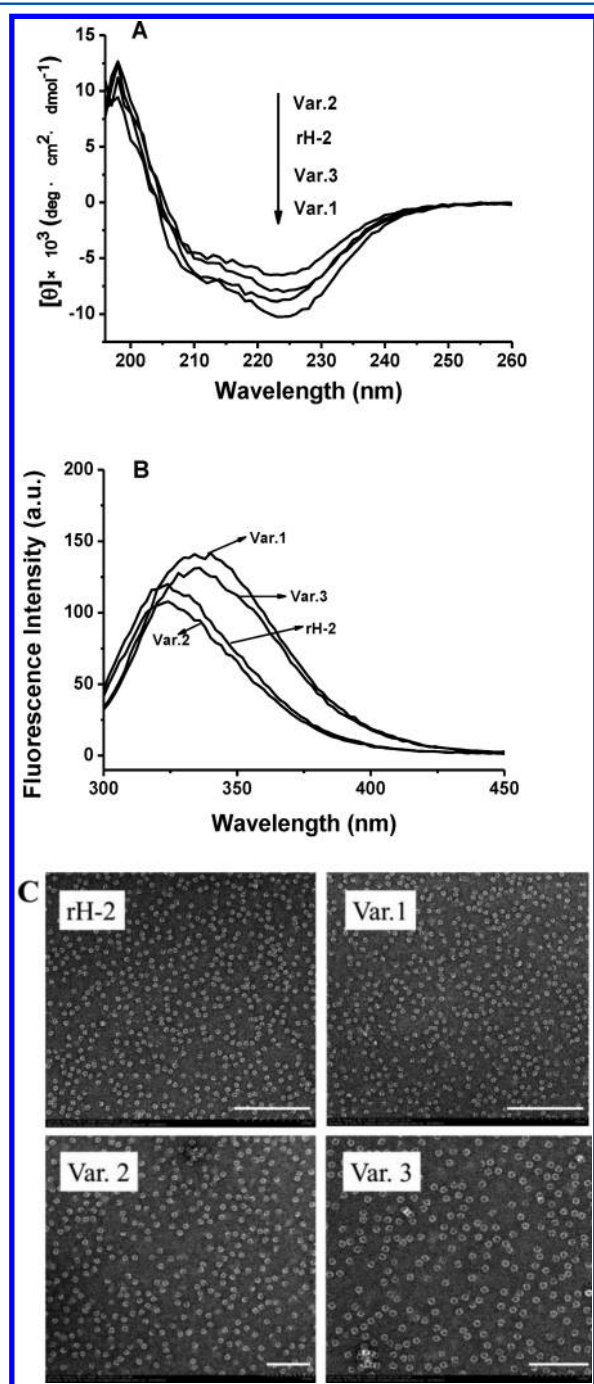 A
15
10
5
0
-5
-10
[θ]× 10³ (deg · cm²· dmol⁻¹)
Var.2
rH-2
Var.3
Var.1
200 210 220 230 240 250 260
Wavelength (nm)
B
200
150
100
50
0
Fluorescence Intensity (a.u.)
Var.1
Var.3
rH-2
Var.2
300 350 400 450
Wavelength (nm)
C
rH-2
Var.1
Var. 2
Var. 3